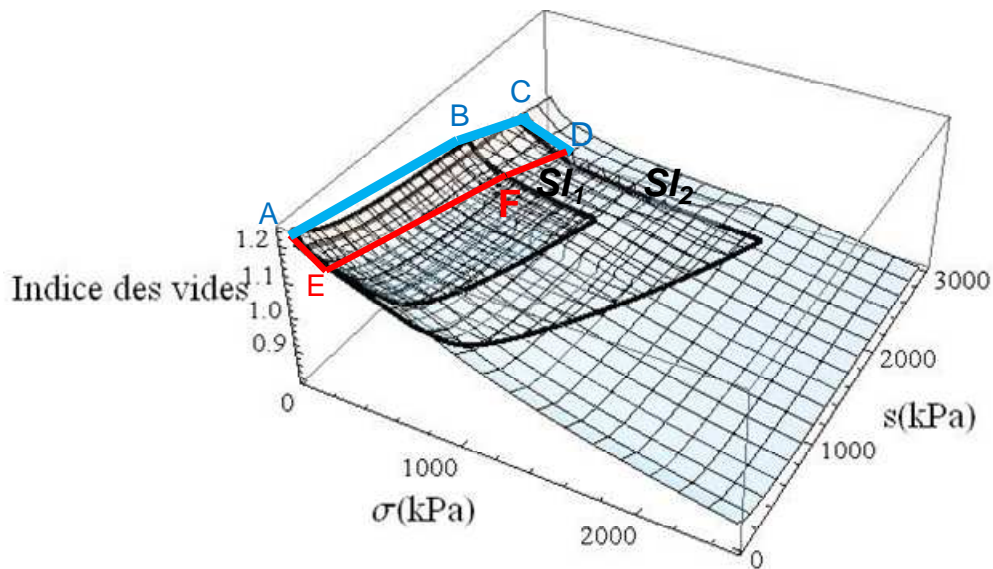 C
B
D
A
SI₁
SI₂
F
1.2
1.1
E
Indice des vides
1.0
0.9
3000
2000
0
s(kPa)
1000
1000
σ(kPa)
2000
0